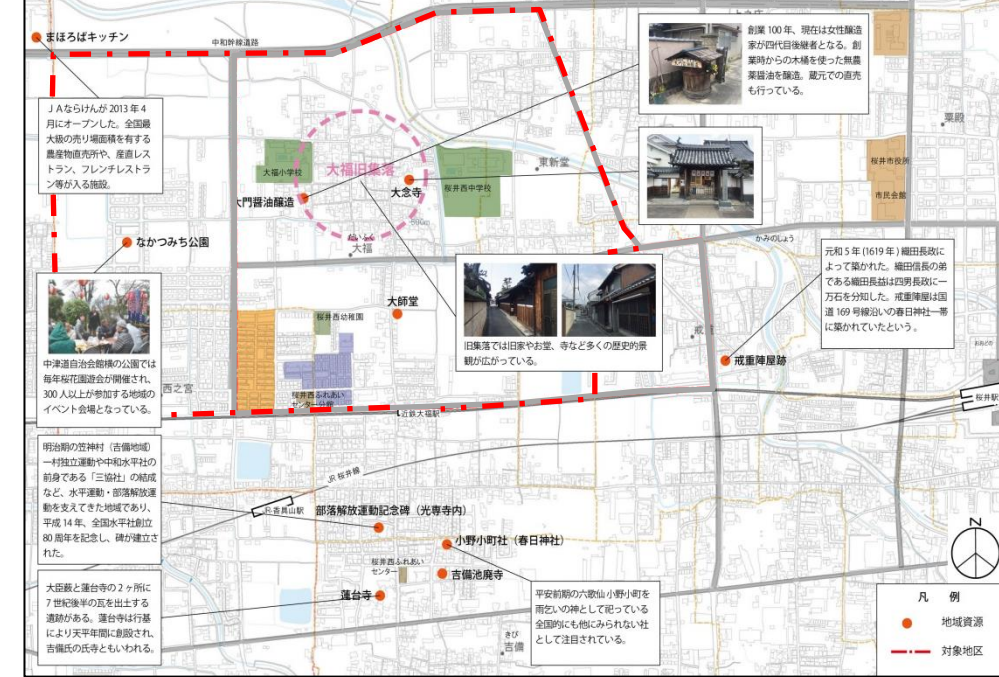 まほろばキッチン
中和幹線道路
ＪＡならけんが 2013 年 4
月にオープンした。全国最
大級の売り場面積を有する
農産物直売所や、産直レス
トラン、フレンチレストラ
ン等が入る施設。
創業 100 年、現在は女性醸造
家が四代目後継者となる。創
業時からの木桶を使った無農
薬醤油を醸造。蔵元での直売
も行っている。
粟殿
桜井市役所
市民会館
大福小学校
大福旧集落
大念寺
東新堂
桜井西中学校
大門醤油醸造
だいふく
大福
なかつみち公園
かみのしょう
元和 5 年 (1619 年 ) 織田長政に
よって築かれた。織田信長の弟
である織田長益は四男長政に一
万石を分知した。戒重陣屋は国
道 169 号線沿いの春日神社一帯
に築かれていたという。
旧集落では旧家やお堂、寺など多くの歴史的景
観が広がっている。
大師堂
桜井西幼稚園
戒重
戒重陣屋跡
中津道自治会館横の公園では
毎年桜花園遊会が開催され、
300 人以上が参加する地域の
イベント会場となっている。
西之宮
桜井西ふれあい
センター公館
近鉄大福駅
桜井駅
明治期の笠神村（吉備地域）
一村独立運動や中和水平社の
前身である「三協社」の結成
など、水平運動・部落解放運
動を支えてきた地域であり、
平成 14 年、全国水平社創立
80 周年を記念し、碑が建立さ
れた。
JR 桜井線
JR香具山駅
部落解放運動記念碑（光専寺内）
小野小町社（春日神社）
桜井西ふれあい
センター
吉備池廃寺
蓮台寺
大臣藪と蓮台寺の 2 ヶ所に
7 世紀後半の瓦を出土する
遺跡がある。蓮台寺は行基
により天平年間に創設され、
吉備氏の氏寺ともいわれる。
平安前期の六歌仙 小野小町を
雨乞いの神として祀っている
全国的にも他にみられない社
として注目されている。
きび
吉備
N
凡　例
地域資源
対象地区